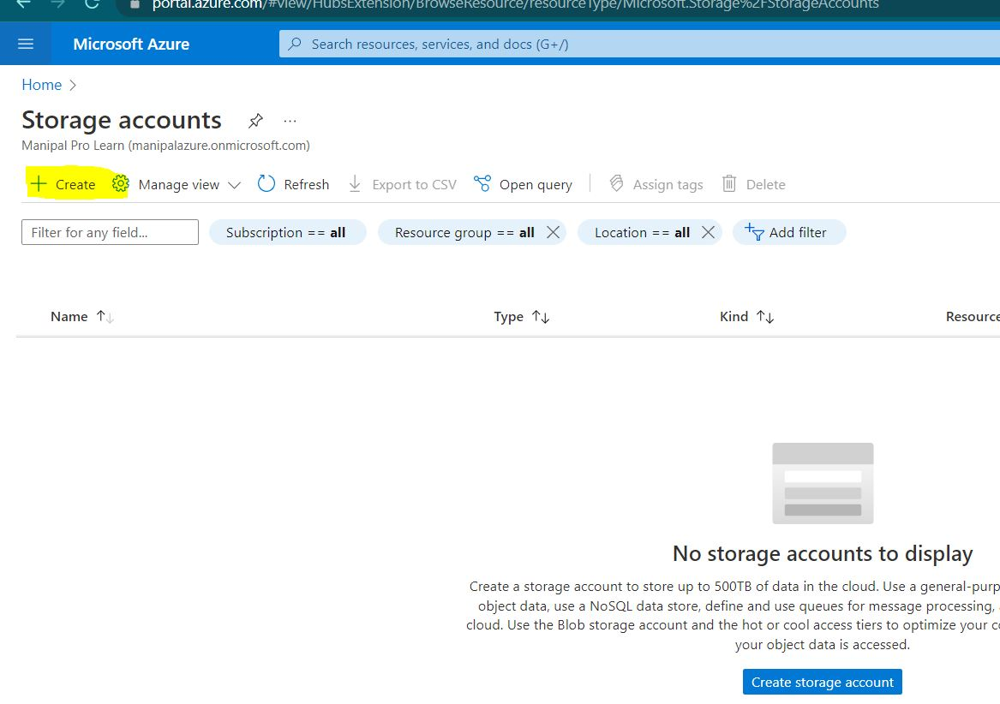 portal.azure.com/#view/HubsExtension/BrowseResource/resourceType/Microsoft.Storage%2FStorageAccounts
Microsoft Azure
Search resources, services, and docs (G+/)
Home
Storage accounts
Manipal Pro Learn (manipalazure.onmicrosoft.com)
Create Manage view Refresh Export to CSV Open query Assign tags Delete
Filter for any field... Subscription == all Resource group == all Location == all Add filter
Name Type Kind Resource
No storage accounts to display
Create a storage account to store up to 500TB of data in the cloud. Use a general-purp
object data, use a NoSQL data store, define and use queues for message processing,
cloud. Use the Blob storage account and the hot or cool access tiers to optimize your c
your object data is accessed.
Create storage account